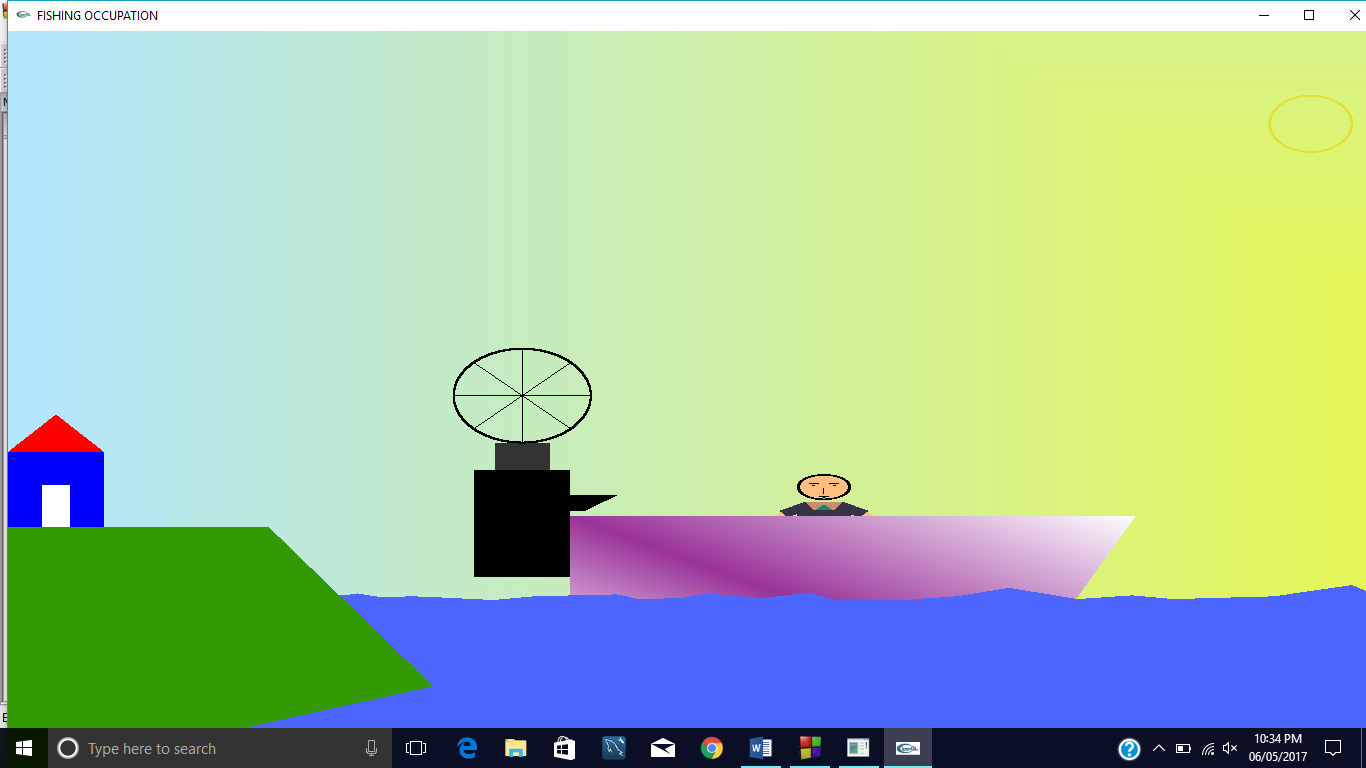 FISHING OCCUPATION
Type here to search
10:34 PM
06/05/2017